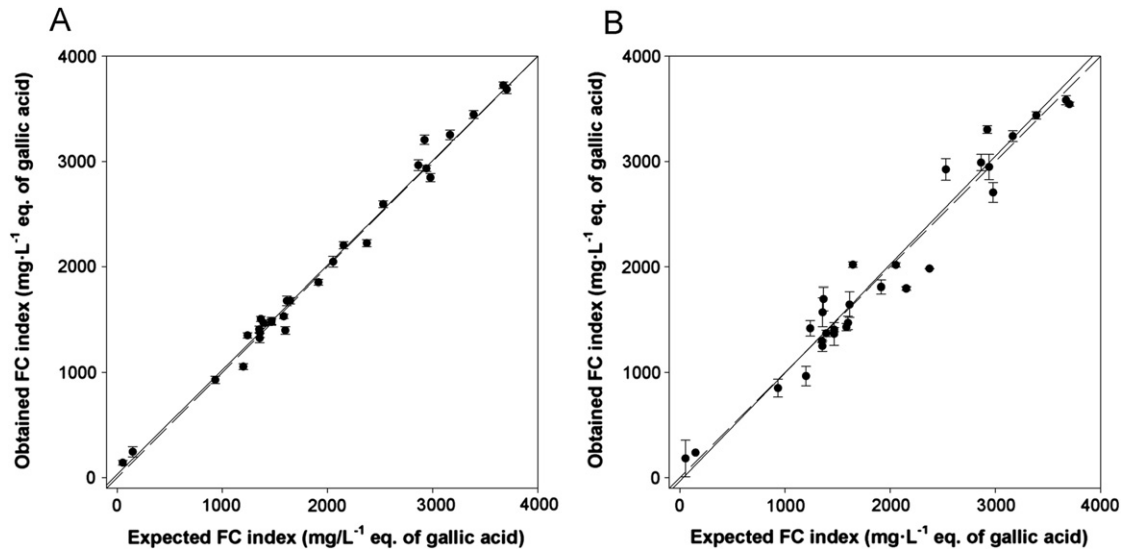 A
B
4000
3000
2000
1000
0
Obtained FC index (mg·L⁻¹ eq. of gallic acid)
0 1000 2000 3000 4000
Expected FC index (mg/L⁻¹ eq. of gallic acid)
4000
3000
2000
1000
0
Obtained FC index (mg·L⁻¹ eq. of gallic acid)
0 1000 2000 3000 4000
Expected FC index (mg·L⁻¹ eq. of gallic acid)